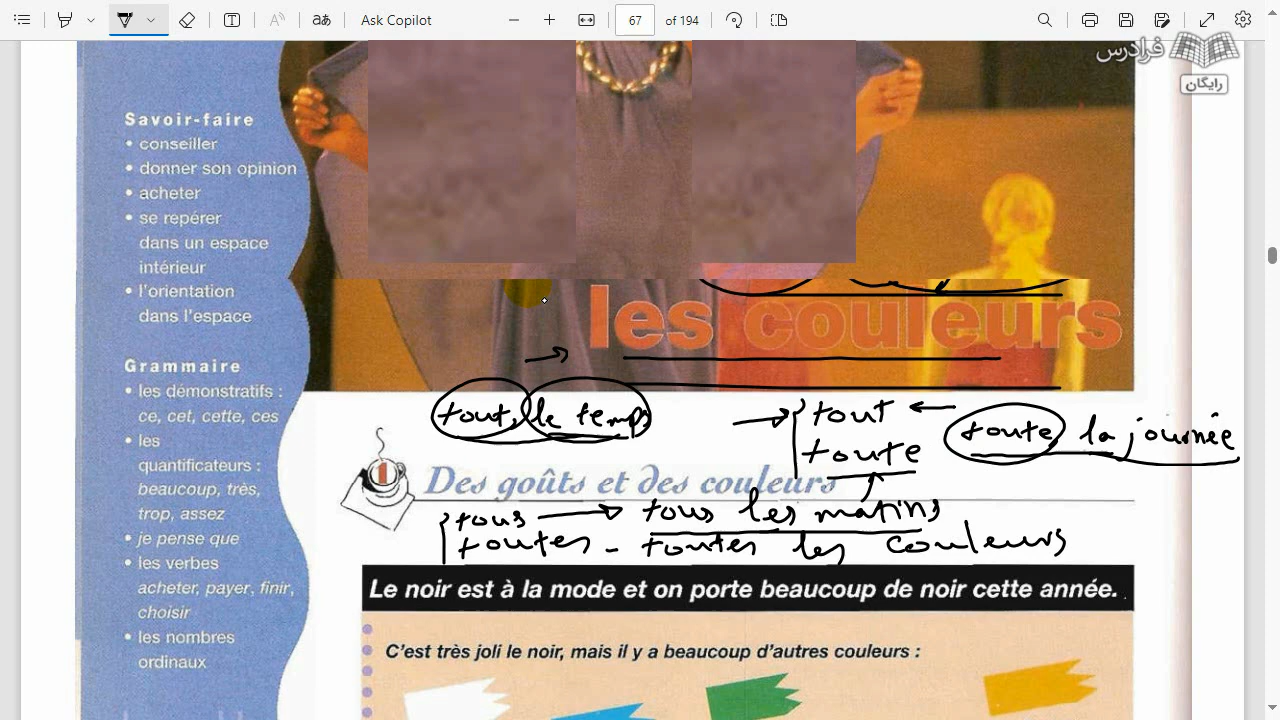 Ask Copilot
67 of 194
فرادرس
رایگان
Savoir-faire
• conseiller
• donner son opinion
• acheter
• se repérer
dans un espace
intérieur
• l'orientation
dans l'espace
Grammaire
• les démonstratifs :
ce, cet, cette, ces
• les
quantificateurs :
beaucoup, très,
trop, assez
• je pense que
• les verbes
acheter, payer, finir,
choisir
• les nombres
ordinaux
les couleurs
tout le temps
tout
toute
toute la journée
1 Des goûts et des couleurs
tous → tous les matins
toutes - toutes les couleurs
Le noir est à la mode et on porte beaucoup de noir cette année.
C'est très joli le noir, mais il y a beaucoup d'autres couleurs :